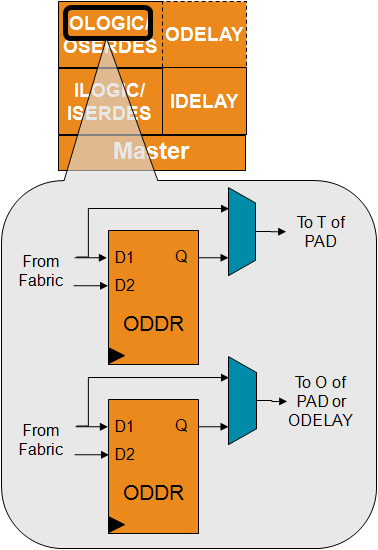 OLOGIC/
OSERDES
ODELAY
ILOGIC/
ISERDES
IDELAY
Master
From
Fabric
D1
D2
Q
ODDR
To T of
PAD
From
Fabric
D1
D2
Q
ODDR
To O of
PAD or
ODELAY